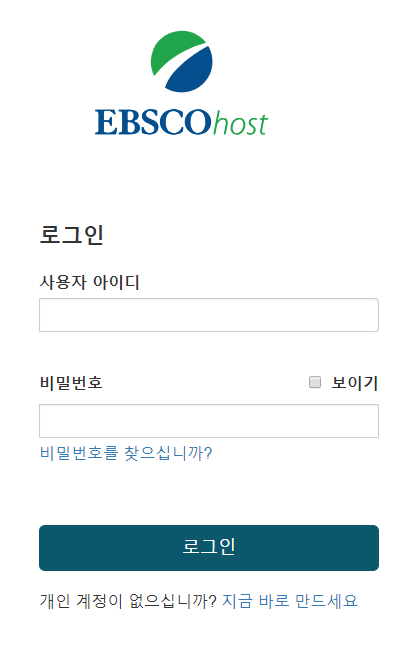 EBSCOhost
로그인
사용자 아이디
비밀번호 보이기
비밀번호를 찾으십니까?
로그인
개인 계정이 없으십니까? 지금 바로 만드세요